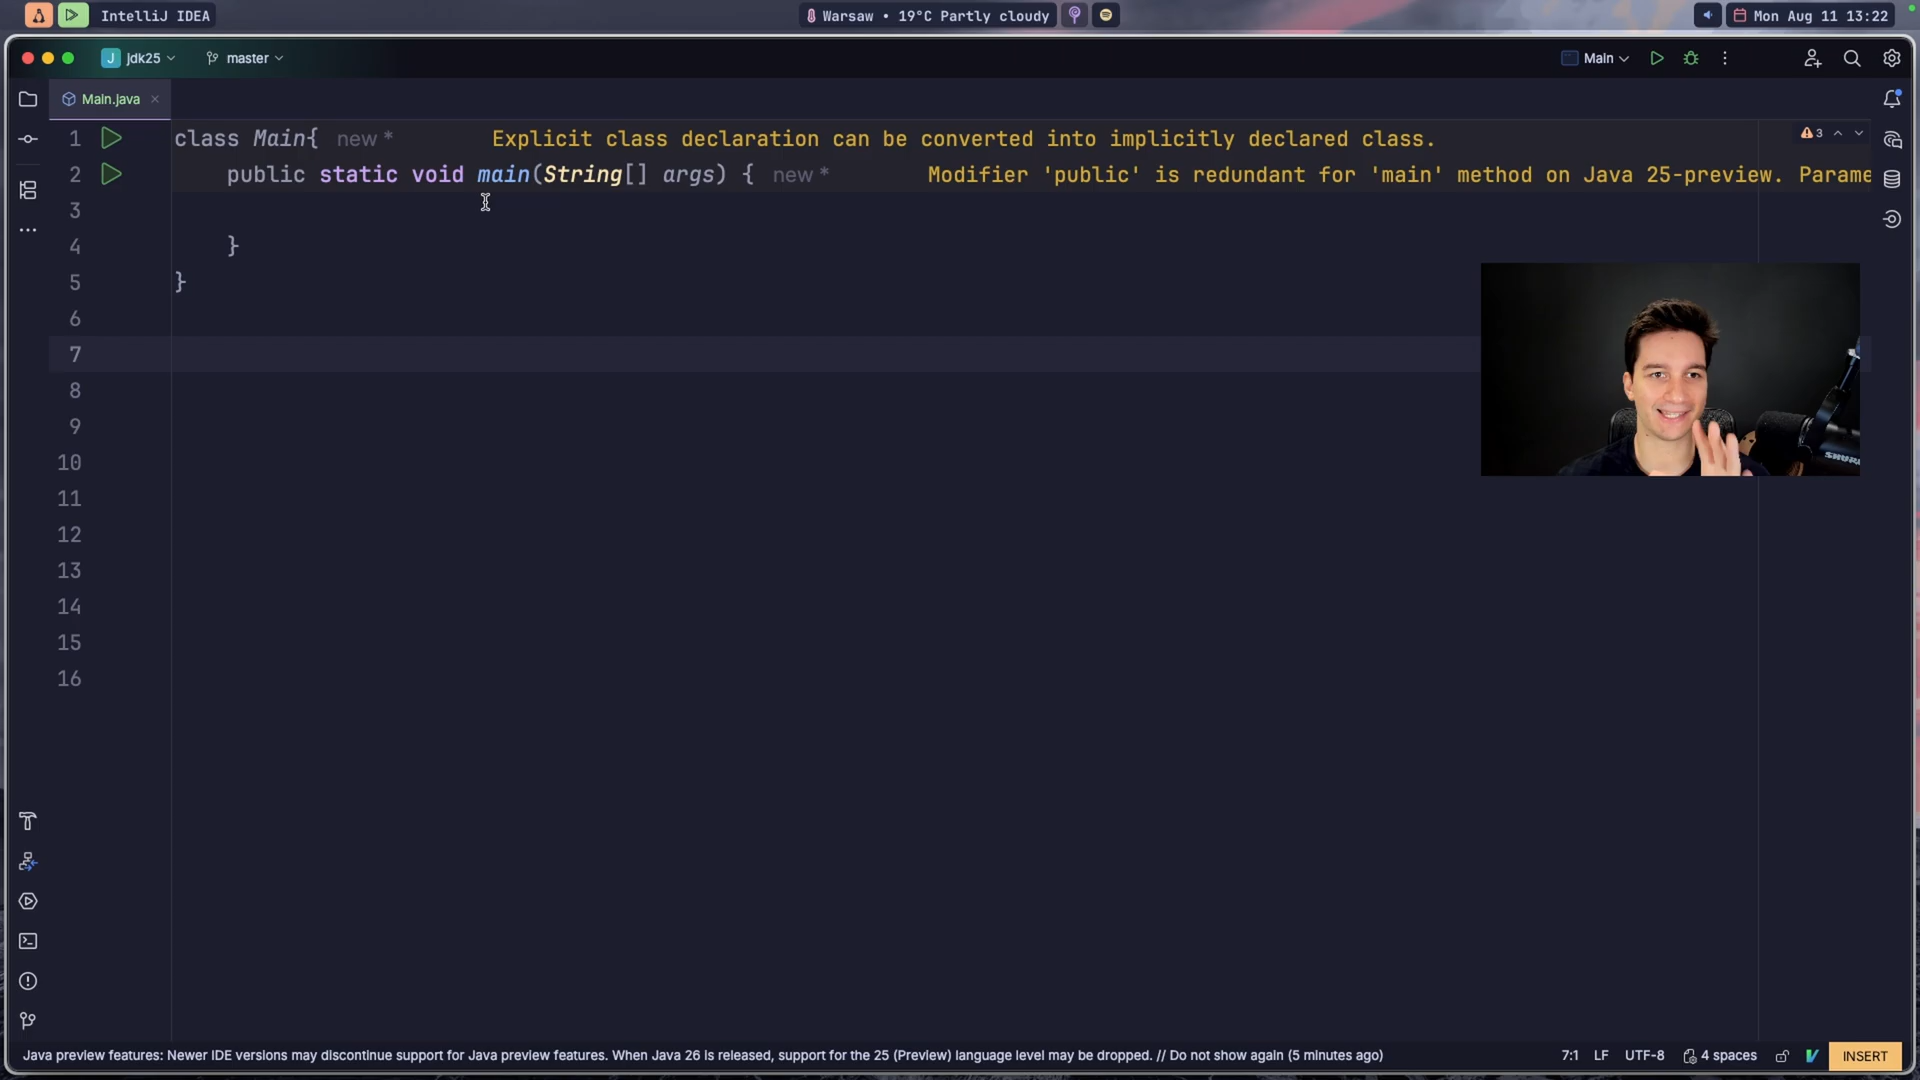 IntelliJ IDEA
Warsaw • 19°C Partly cloudy
Mon Aug 11 13:22
J jdk25
master
Main
Main.java
3
1 class Main{ new * Explicit class declaration can be converted into implicitly declared class.
2 public static void main(String[] args) { new * Modifier 'public' is redundant for 'main' method on Java 25-preview. Parame
3
4 }
5 }
6
7
8
9
10
11
12
13
14
15
16
SHURE
Java preview features: Newer IDE versions may discontinue support for Java preview features. When Java 26 is released, support for the 25 (Preview) language level may be dropped. // Do not show again (5 minutes ago)
7:1 LF UTF-8 4 spaces INSERT